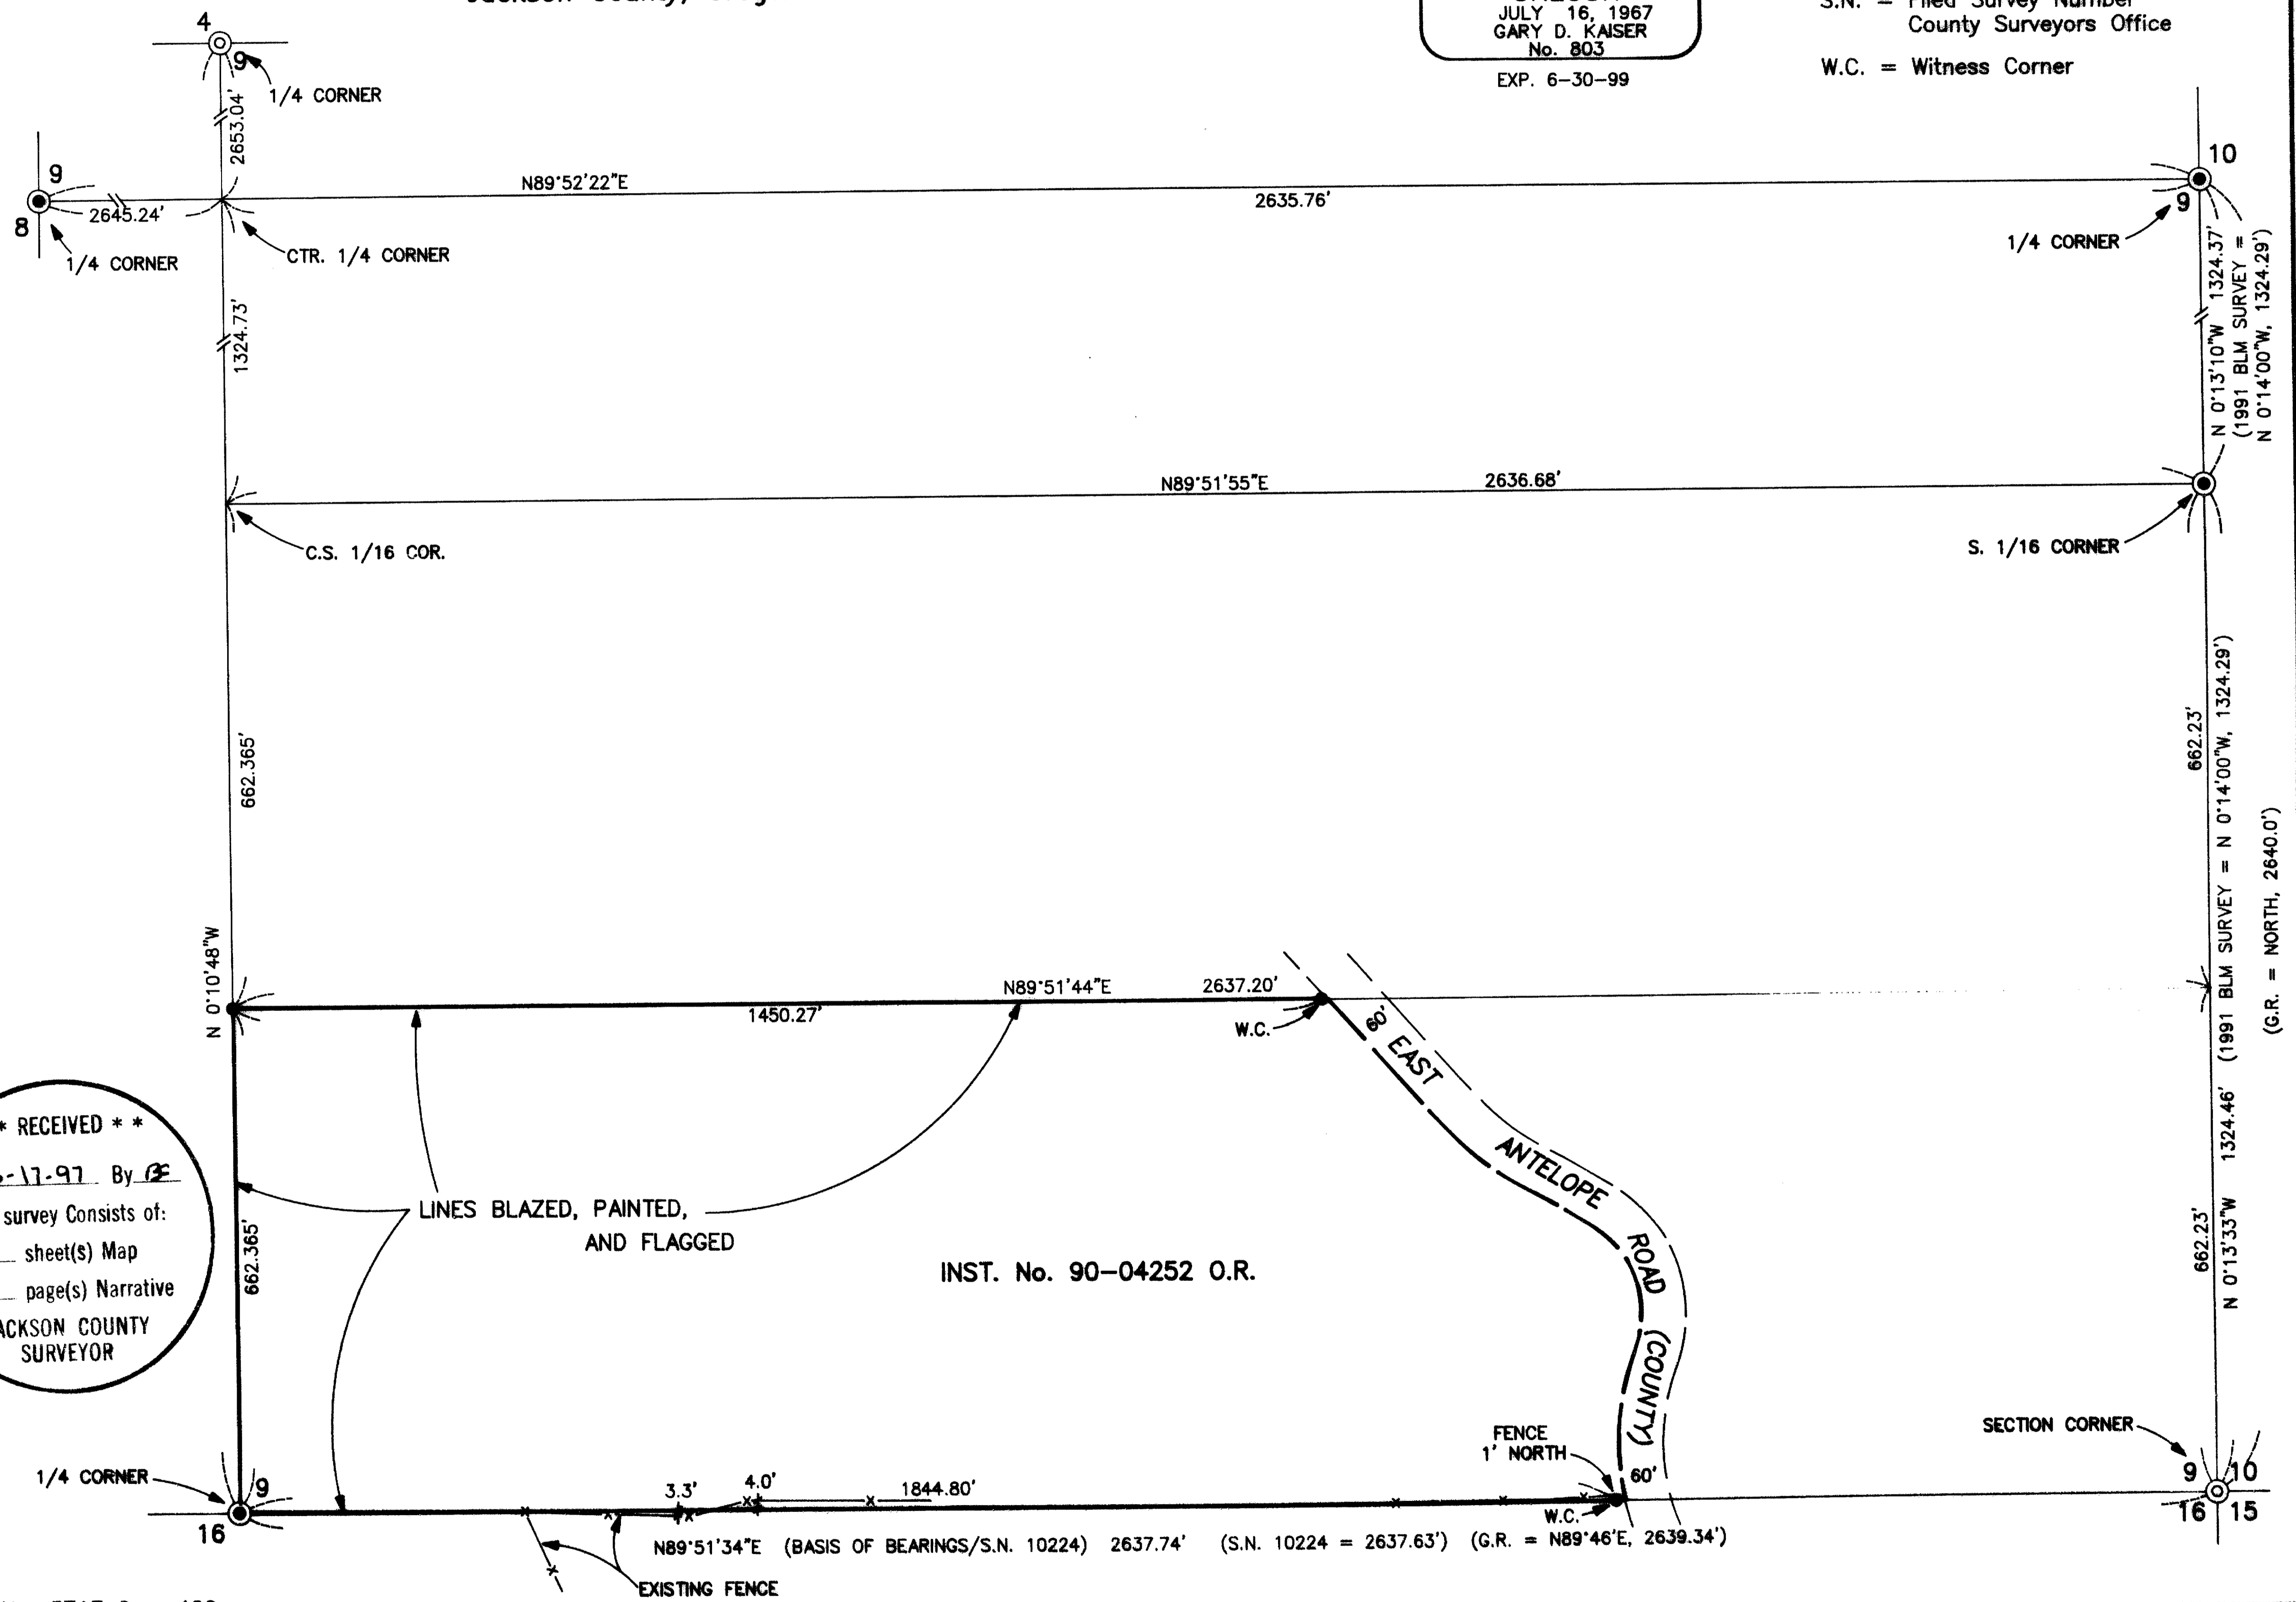 JULY 16, 1967
GARY D. KAISER
No. 803
EXP. 6-30-99
S.N. = Filed Survey Number
County Surveyors Office
W.C. = Witness Corner
Jackson County,
4
9
1/4 CORNER
2653.04'
9
8
2645.24'
1/4 CORNER
CTR. 1/4 CORNER
N89°52'22"E
2635.76'
10
9
1/4 CORNER
N 0°13'10"W 1324.37'
(1991 BLM SURVEY =
N 0°14'00"W, 1324.29')
1324.73'
N89°51'55"E
2636.68'
C.S. 1/16 COR.
S. 1/16 CORNER
662.365'
662.23'
N 0°10'48"W
N 0°13'33"W 1324.46' (1991 BLM SURVEY = N 0°14'00"W, 1324.29')
(G.R. = NORTH, 2640.0')
N89°51'44"E
2637.20'
1450.27'
W.C.
60'
EAST
ANTELOPE
ROAD
(COUNTY)
* RECEIVED * *
-17-97 By
survey Consists of:
sheet(s) Map
page(s) Narrative
ACKSON COUNTY
SURVEYOR
LINES BLAZED, PAINTED,
AND FLAGGED
662.365'
662.23'
INST. No. 90-04252 O.R.
FENCE
1' NORTH
60'
SECTION CORNER
1/4 CORNER
9
16
3.3'
4.0'
1844.80'
W.C.
9
10
16
15
N89°51'34"E (BASIS OF BEARINGS/S.N. 10224) 2637.74' (S.N. 10224 = 2637.63') (G.R. = N89°46'E, 2639.34')
EXISTING FENCE